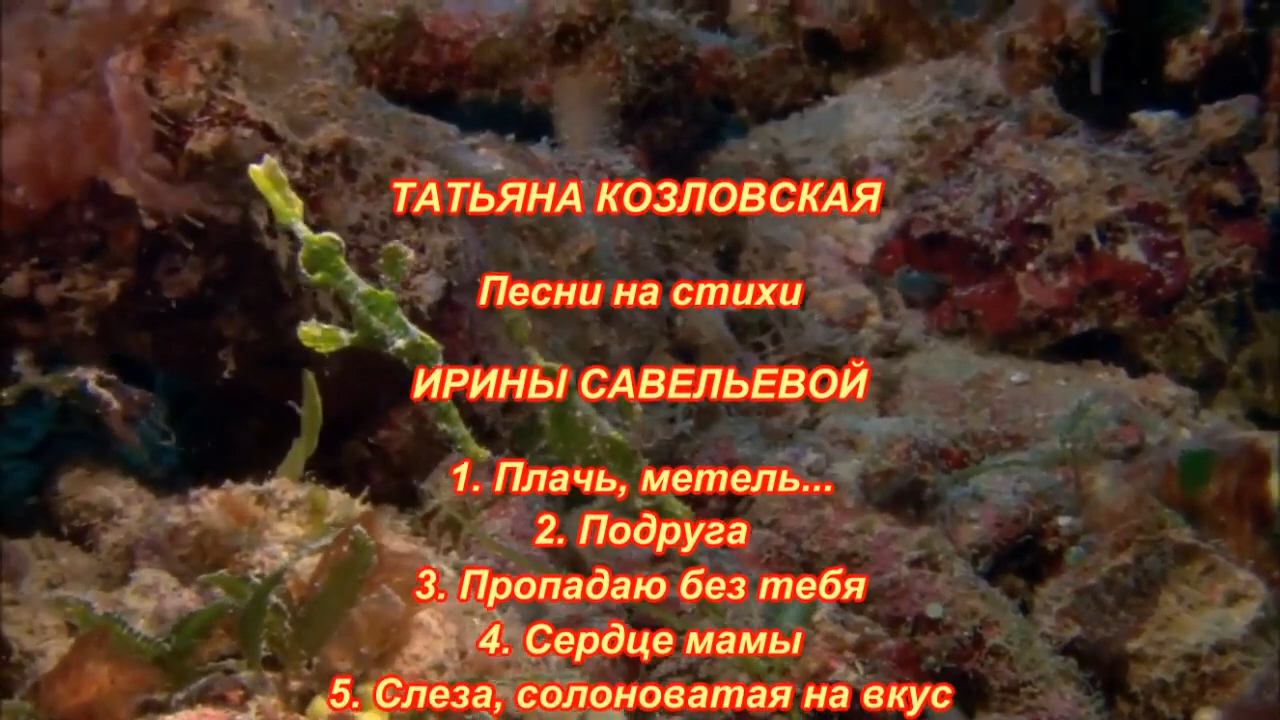 ТАТЬЯНА КОЗЛОВСКАЯ
Песни на стихи
ИРИНЫ САВЕЛЬЕВОЙ
1. Плачь, метель...
2. Подруга
3. Пропадаю без тебя
4. Сердце мамы
5. Слеза, солоноватая на вкус